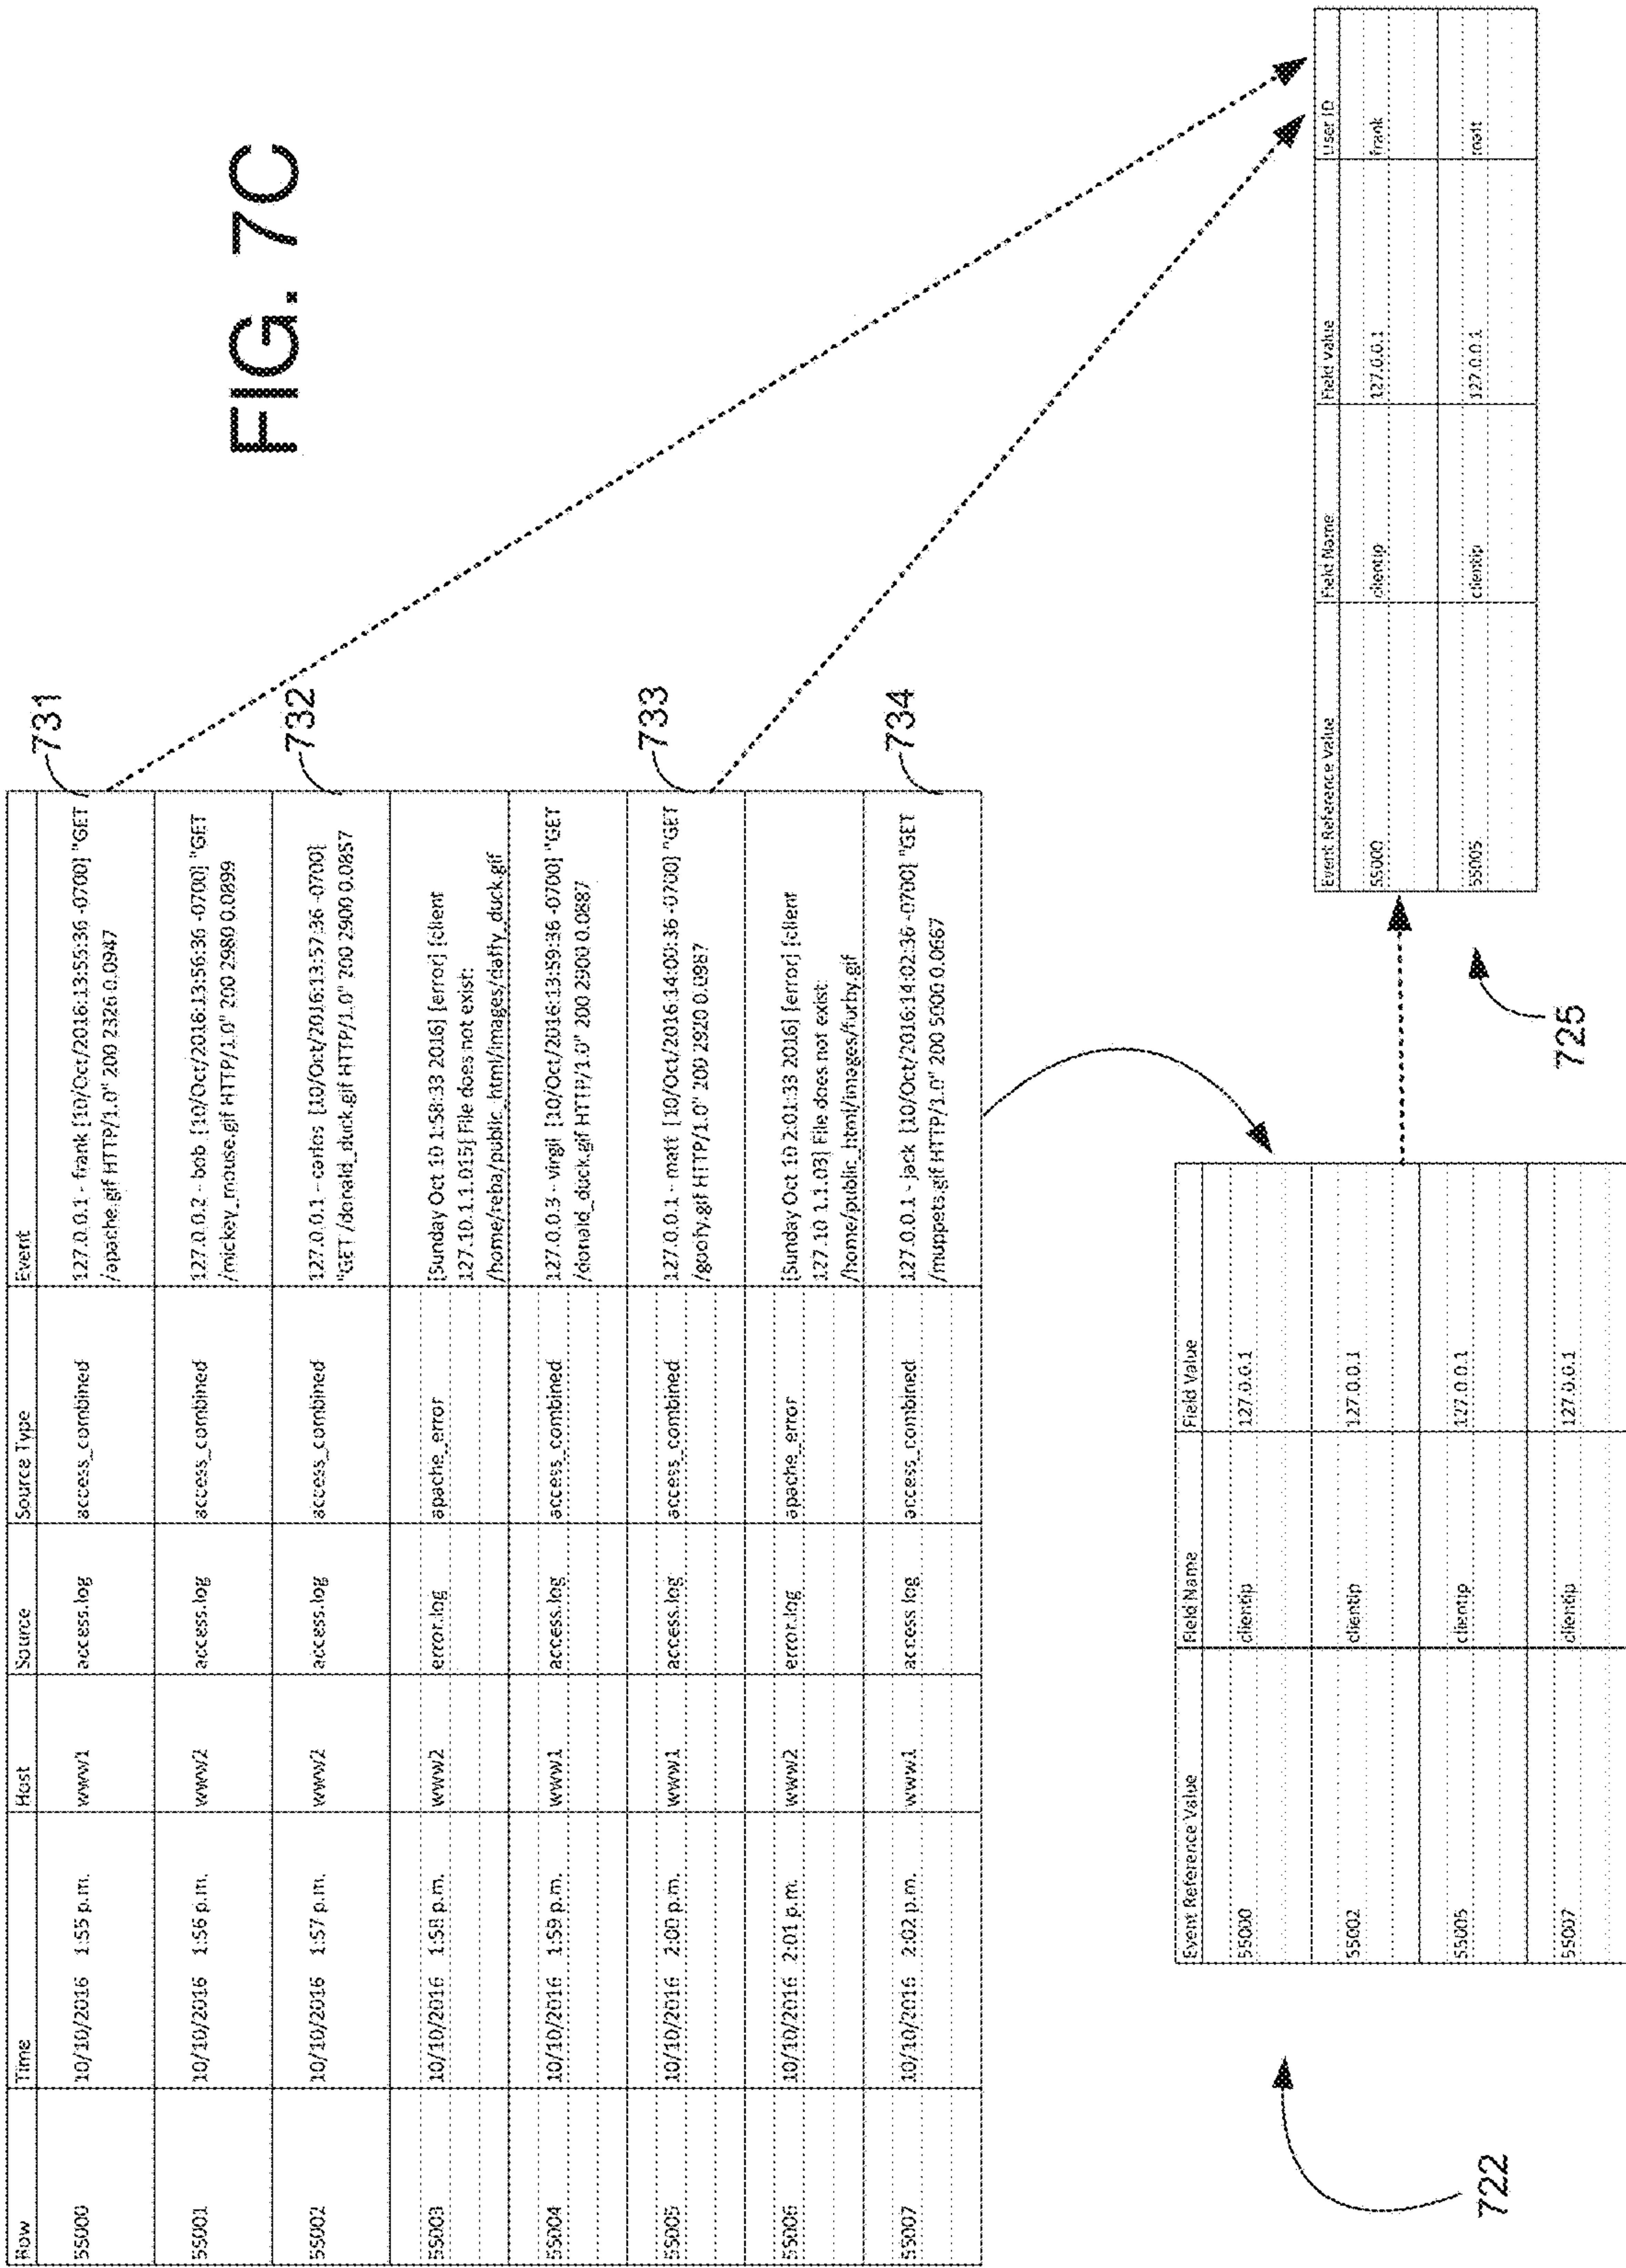 FIG. 7C
Row Time Host Source Source Type Event
55000 10/10/2016 1:55 p.m. www1 access.log access_combined 127.0.0.1 - frank [10/Oct/2016:13:55:36 -0700] "GET
/apache.gif HTTP/1.0" 200 2326 0.0947
731
55001 10/10/2016 1:56 p.m. www2 access.log access_combined 127.0.0.2 - bob [10/Oct/2016:13:56:36 -0700] "GET
/mickey_mouse.gif HTTP/1.0" 200 2980 0.0899
55002 10/10/2016 1:57 p.m. www2 access.log access_combined 127.0.0.1 - carlos [10/Oct/2016:13:57:36 -0700]
"GET /donald_duck.gif HTTP/1.0" 200 2900 0.0857
732
55003 10/10/2016 1:58 p.m. www2 error.log apache_error [Sunday Oct 10 1:58:33 2016] [error] [client
127.10.1.1.015] File does not exist:
/home/reba/public_html/images/daffy_duck.gif
55004 10/10/2016 1:59 p.m. www1 access.log access_combined 127.0.0.3 - virgil [10/Oct/2016:13:59:36 -0700] "GET
/donald_duck.gif HTTP/1.0" 200 2900 0.0887
55005 10/10/2016 2:00 p.m. www1 access.log access_combined 127.0.0.1 - matt [10/Oct/2016:14:00:36 -0700] "GET
/goofy.gif HTTP/1.0" 200 2920 0.0987
733
55006 10/10/2016 2:01 p.m. www2 error.log apache_error [Sunday Oct 10 2:01:33 2016] [error] [client
127.10.1.1.03] File does not exist:
/home/public_html/images/furby.gif
55007 10/10/2016 2:02 p.m. www1 access.log access_combined 127.0.0.1 - jack [10/Oct/2016:14:02:36 -0700] "GET
/muppets.gif HTTP/1.0" 200 5000 0.0667
734
Event Reference Value Field Name Field Value
55000 clientip 127.0.0.1
55002 clientip 127.0.0.1
55005 clientip 127.0.0.1
55007 clientip 127.0.0.1
722
Event Reference Value Field Name Field Value User ID
55000 clientip 127.0.0.1 frank
55005 clientip 127.0.0.1 matt
725